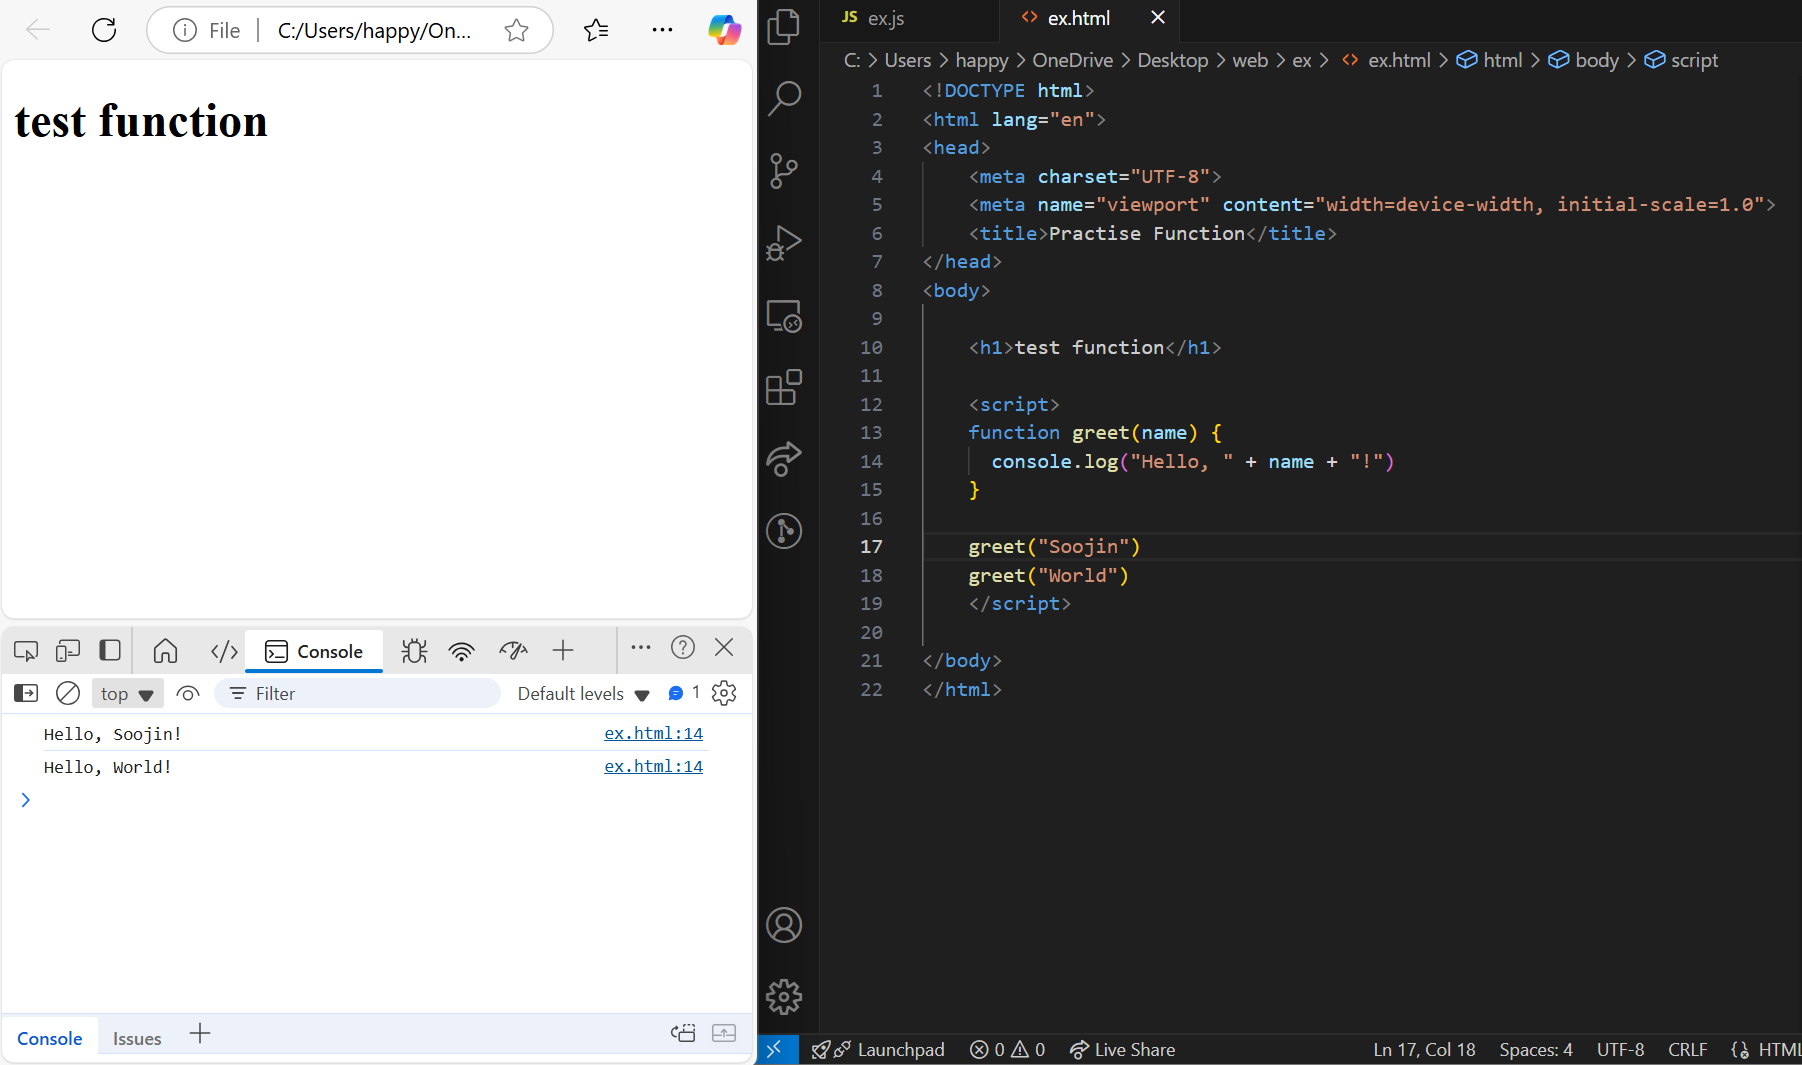 File
C:/Users/happy/On...
test function
Console
top
Filter
Default levels
1
Hello, Soojin!
ex.html:14
Hello, World!
ex.html:14
Console
Issues
JS ex.js
<> ex.html
C: > Users > happy > OneDrive > Desktop > web > ex > <> ex.html > html > body > script
1 <!DOCTYPE html>
2 <html lang="en">
3 <head>
4 <meta charset="UTF-8">
5 <meta name="viewport" content="width=device-width, initial-scale=1.0">
6 <title>Practise Function</title>
7 </head>
8 <body>
9
10 <h1>test function</h1>
11
12 <script>
13 function greet(name) {
14 console.log("Hello, " + name + "!")
15 }
16
17 greet("Soojin")
18 greet("World")
19 </script>
20
21 </body>
22 </html>
Launchpad
0
0
Live Share
Ln 17, Col 18
Spaces: 4
UTF-8
CRLF
HTML